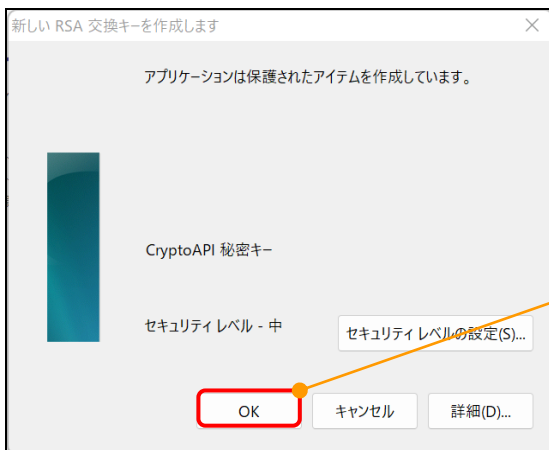 新しい RSA 交換キーを作成します
アプリケーションは保護されたアイテムを作成しています。
CryptoAPI 秘密キー
セキュリティ レベル - 中
セキュリティ レベルの設定(S)...
OK
キャンセル
詳細(D)...